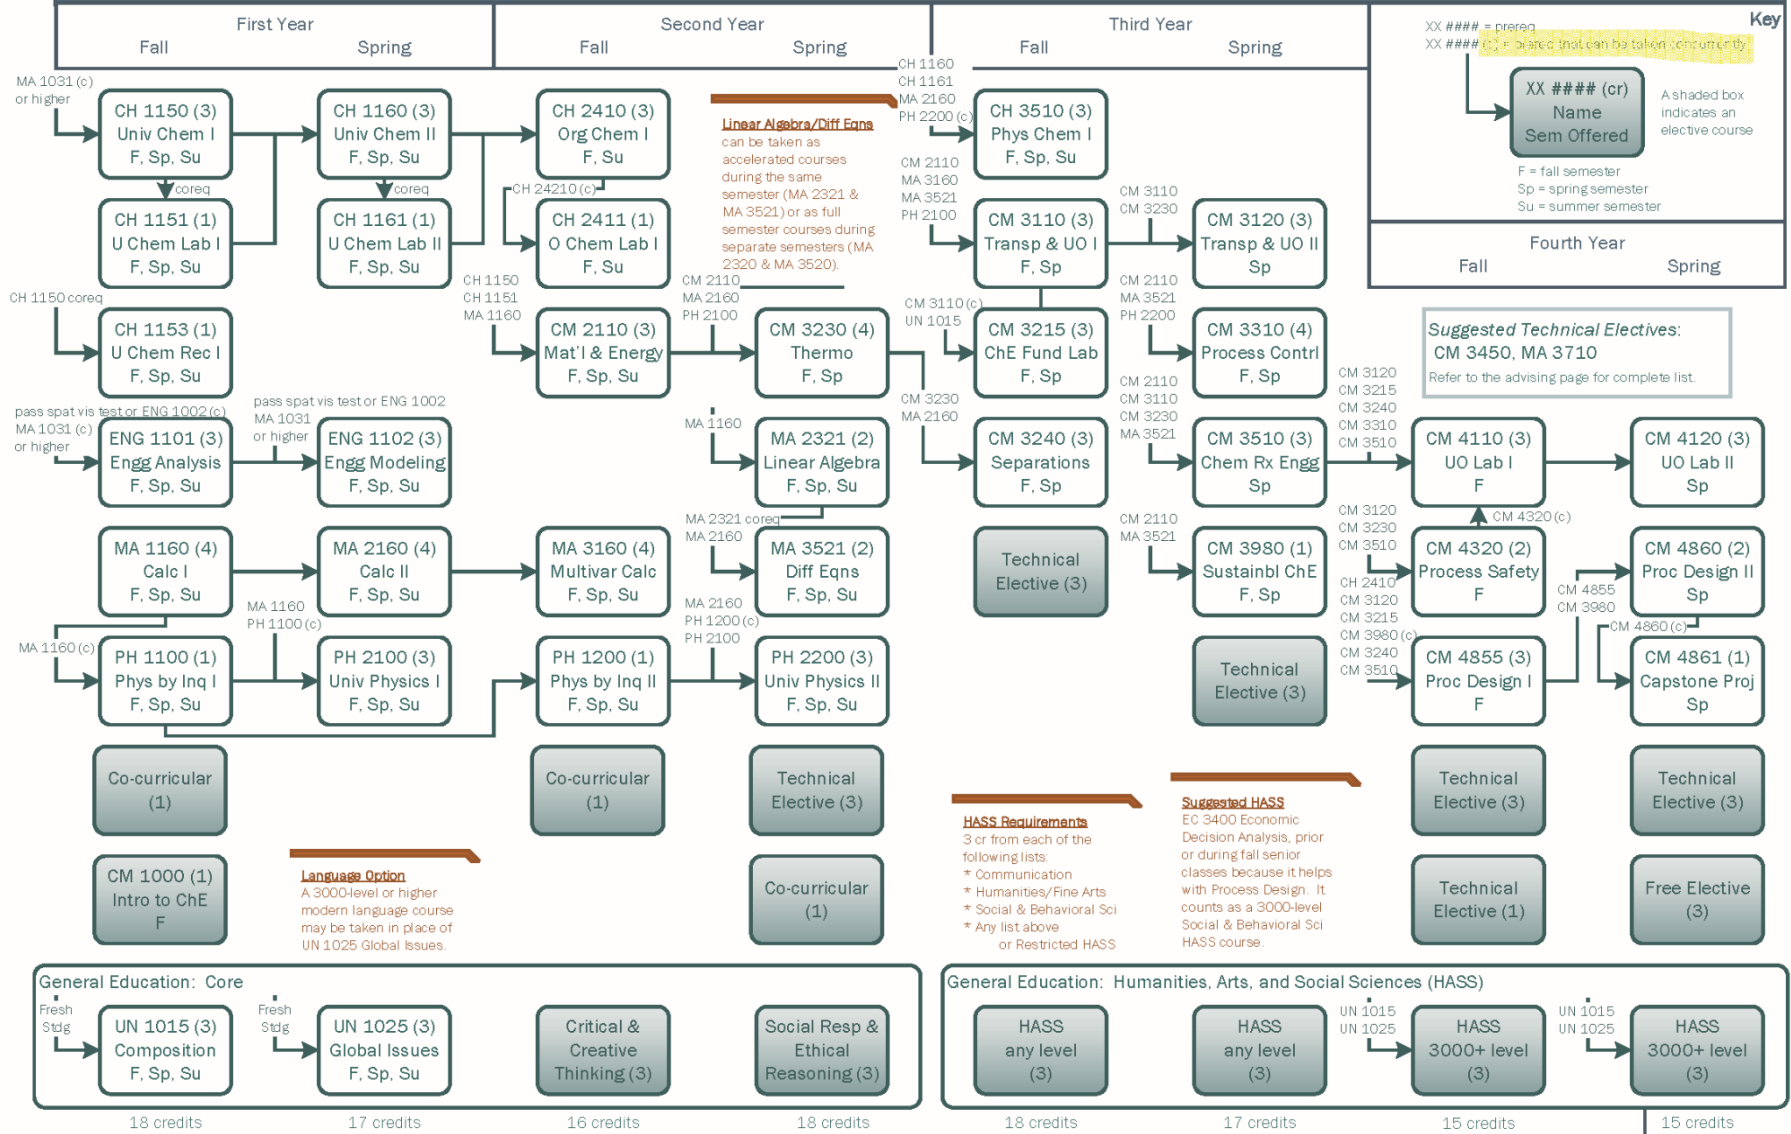 First Year
Fall
Spring
Second Year
Fall
Spring
Third Year
Fall
Spring
Key
XX #### = prereq
XX #### (c) = prereq that can be taken concurrently
XX #### (cr)
Name
Sem Offered
A shaded box
indicates an
elective course
F = fall semester
Sp = spring semester
Su = summer semester
Fourth Year
Fall
Spring
MA 1031 (c)
or higher
CH 1150 (3)
Univ Chem I
F, Sp, Su
coreq
CH 1151 (1)
U Chem Lab I
F, Sp, Su
CH 1150 coreq
CH 1153 (1)
U Chem Rec I
F, Sp, Su
pass spat vis test or ENG 1002 (c)
MA 1031 (c)
or higher
ENG 1101 (3)
Engg Analysis
F, Sp, Su
MA 1160 (4)
Calc I
F, Sp, Su
MA 1160 (c)
PH 1100 (1)
Phys by Inq I
F, Sp, Su
Co-curricular
(1)
CM 1000 (1)
Intro to ChE
F
CH 1160 (3)
Univ Chem II
F, Sp, Su
coreq
CH 1161 (1)
U Chem Lab II
F, Sp, Su
pass spat vis test or ENG 1002
MA 1031
or higher
ENG 1102 (3)
Engg Modeling
F, Sp, Su
MA 2160 (4)
Calc II
F, Sp, Su
MA 1160
PH 1100 (c)
PH 2100 (3)
Univ Physics I
F, Sp, Su
Language Option
A 3000-level or higher
modern language course
may be taken in place of
UN 1025 Global Issues.
CH 2410 (3)
Org Chem I
F, Su
CH 24210 (c)
CH 2411 (1)
O Chem Lab I
F, Su
CH 1150
CH 1151
MA 1160
CM 2110 (3)
Mat'l & Energy
F, Sp, Su
MA 3160 (4)
Multivar Calc
F, Sp, Su
PH 1200 (1)
Phys by Inq II
F, Sp, Su
Co-curricular
(1)
Linear Algebra/Diff Eqns
can be taken as
accelerated courses
during the same
semester (MA 2321 &
MA 3521) or as full
semester courses during
separate semesters (MA
2320 & MA 3520).
CM 2110
MA 2160
PH 2100
CM 3230 (4)
Thermo
F, Sp
MA 1160
MA 2321 (2)
Linear Algebra
F, Sp, Su
MA 2321 coreq
MA 2160
MA 3521 (2)
Diff Eqns
F, Sp, Su
MA 2160
PH 1200 (c)
PH 2100
PH 2200 (3)
Univ Physics II
F, Sp, Su
Technical
Elective (3)
Co-curricular
(1)
CH 1160
CH 1161
MA 2160
PH 2200 (c)
CH 3510 (3)
Phys Chem I
F, Sp, Su
CM 2110
MA 3160
MA 3521
PH 2100
CM 3110 (3)
Transp & UO I
F, Sp
CM 3110 (c)
UN 1015
CM 3215 (3)
ChE Fund Lab
F, Sp
CM 3230
MA 2160
CM 3240 (3)
Separations
F, Sp
Technical
Elective (3)
HASS Requirements
3 cr from each of the
following lists:
* Communication
* Humanities/Fine Arts
* Social & Behavioral Sci
* Any list above
or Restricted HASS
CM 3110
CM 3230
CM 3120 (3)
Transp & UO II
Sp
CM 2110
MA 3521
PH 2200
CM 3310 (4)
Process Contrl
F, Sp
CM 2110
CM 3110
CM 3230
MA 3521
CM 3510 (3)
Chem Rx Engg
Sp
CM 2110
MA 3521
CM 3980 (1)
Sustainbl ChE
F, Sp
Technical
Elective (3)
Suggested HASS
EC 3400 Economic
Decision Analysis, prior
or during fall senior
classes because it helps
with Process Design. It
counts as a 3000-level
Social & Behavioral Sci
HASS course.
Suggested Technical Electives:
CM 3450, MA 3710
Refer to the advising page for complete list.
CM 3120
CM 3215
CM 3240
CM 3310
CM 3510
CM 4110 (3)
UO Lab I
F
CM 4320 (c)
CM 3120
CM 3230
CM 3510
CM 4320 (2)
Process Safety
F
CH 2410
CM 3120
CM 3215
CM 3980 (c)
CM 3240
CM 3510
CM 4855 (3)
Proc Design I
F
Technical
Elective (3)
Technical
Elective (1)
CM 4120 (3)
UO Lab II
Sp
CM 4855
CM 3980
CM 4860 (2)
Proc Design II
Sp
CM 4860 (c)
CM 4861 (1)
Capstone Proj
Sp
Technical
Elective (3)
Free Elective
(3)
General Education: Core
Fresh
Stdg
UN 1015 (3)
Composition
F, Sp, Su
Fresh
Stdg
UN 1025 (3)
Global Issues
F, Sp, Su
Critical &
Creative
Thinking (3)
Social Resp &
Ethical
Reasoning (3)
General Education: Humanities, Arts, and Social Sciences (HASS)
HASS
any level
(3)
HASS
any level
(3)
UN 1015
UN 1025
HASS
3000+ level
(3)
UN 1015
UN 1025
HASS
3000+ level
(3)
18 credits
17 credits
16 credits
18 credits
18 credits
17 credits
15 credits
15 credits